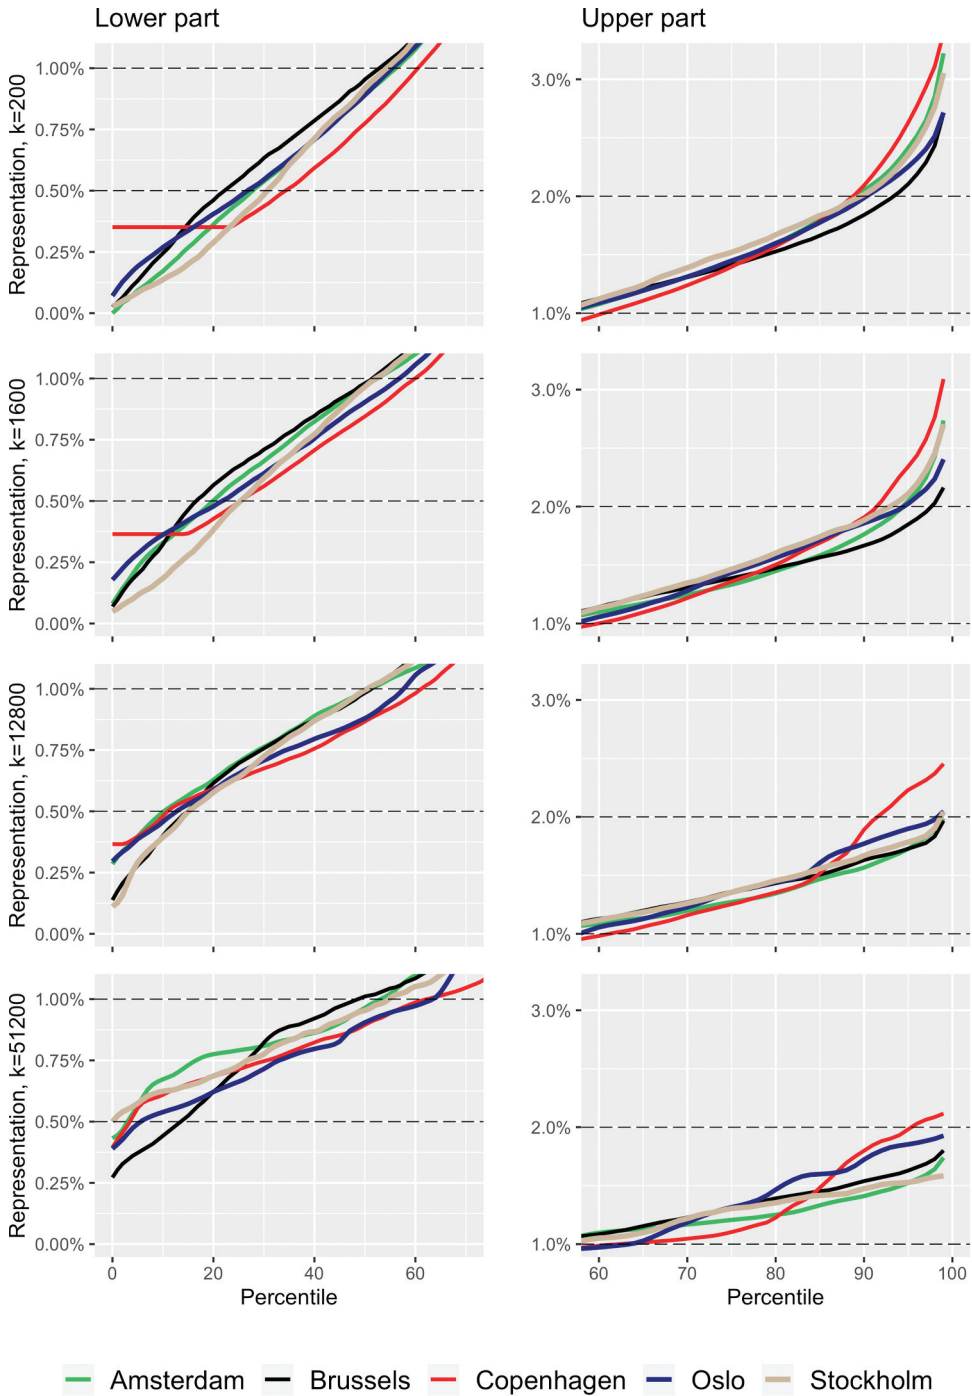 Lower part
Upper part
Representation, k=200
1.00%
0.75%
0.50%
0.25%
0.00%
3.0%
2.0%
1.0%
Representation, k=1600
1.00%
0.75%
0.50%
0.25%
0.00%
3.0%
2.0%
1.0%
Representation, k=12800
1.00%
0.75%
0.50%
0.25%
0.00%
3.0%
2.0%
1.0%
Representation, k=51200
1.00%
0.75%
0.50%
0.25%
0.00%
3.0%
2.0%
1.0%
0 20 40 60
60 70 80 90 100
Percentile
Percentile
Amsterdam Brussels Copenhagen Oslo Stockholm